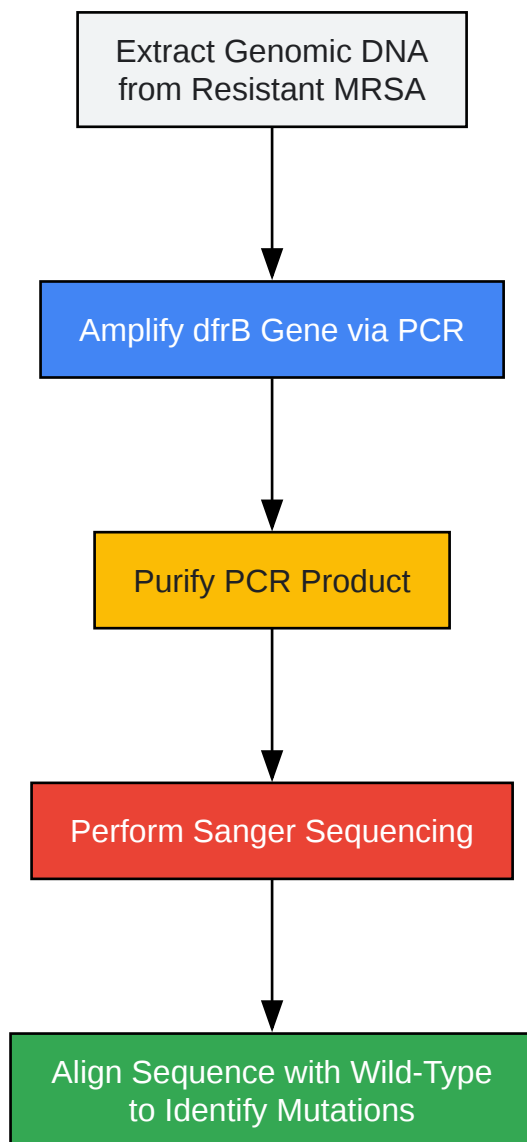 Extract Genomic DNA
from Resistant MRSA
Amplify dfrB Gene via PCR
Purify PCR Product
Perform Sanger Sequencing
Align Sequence with Wild-Type
to Identify Mutations